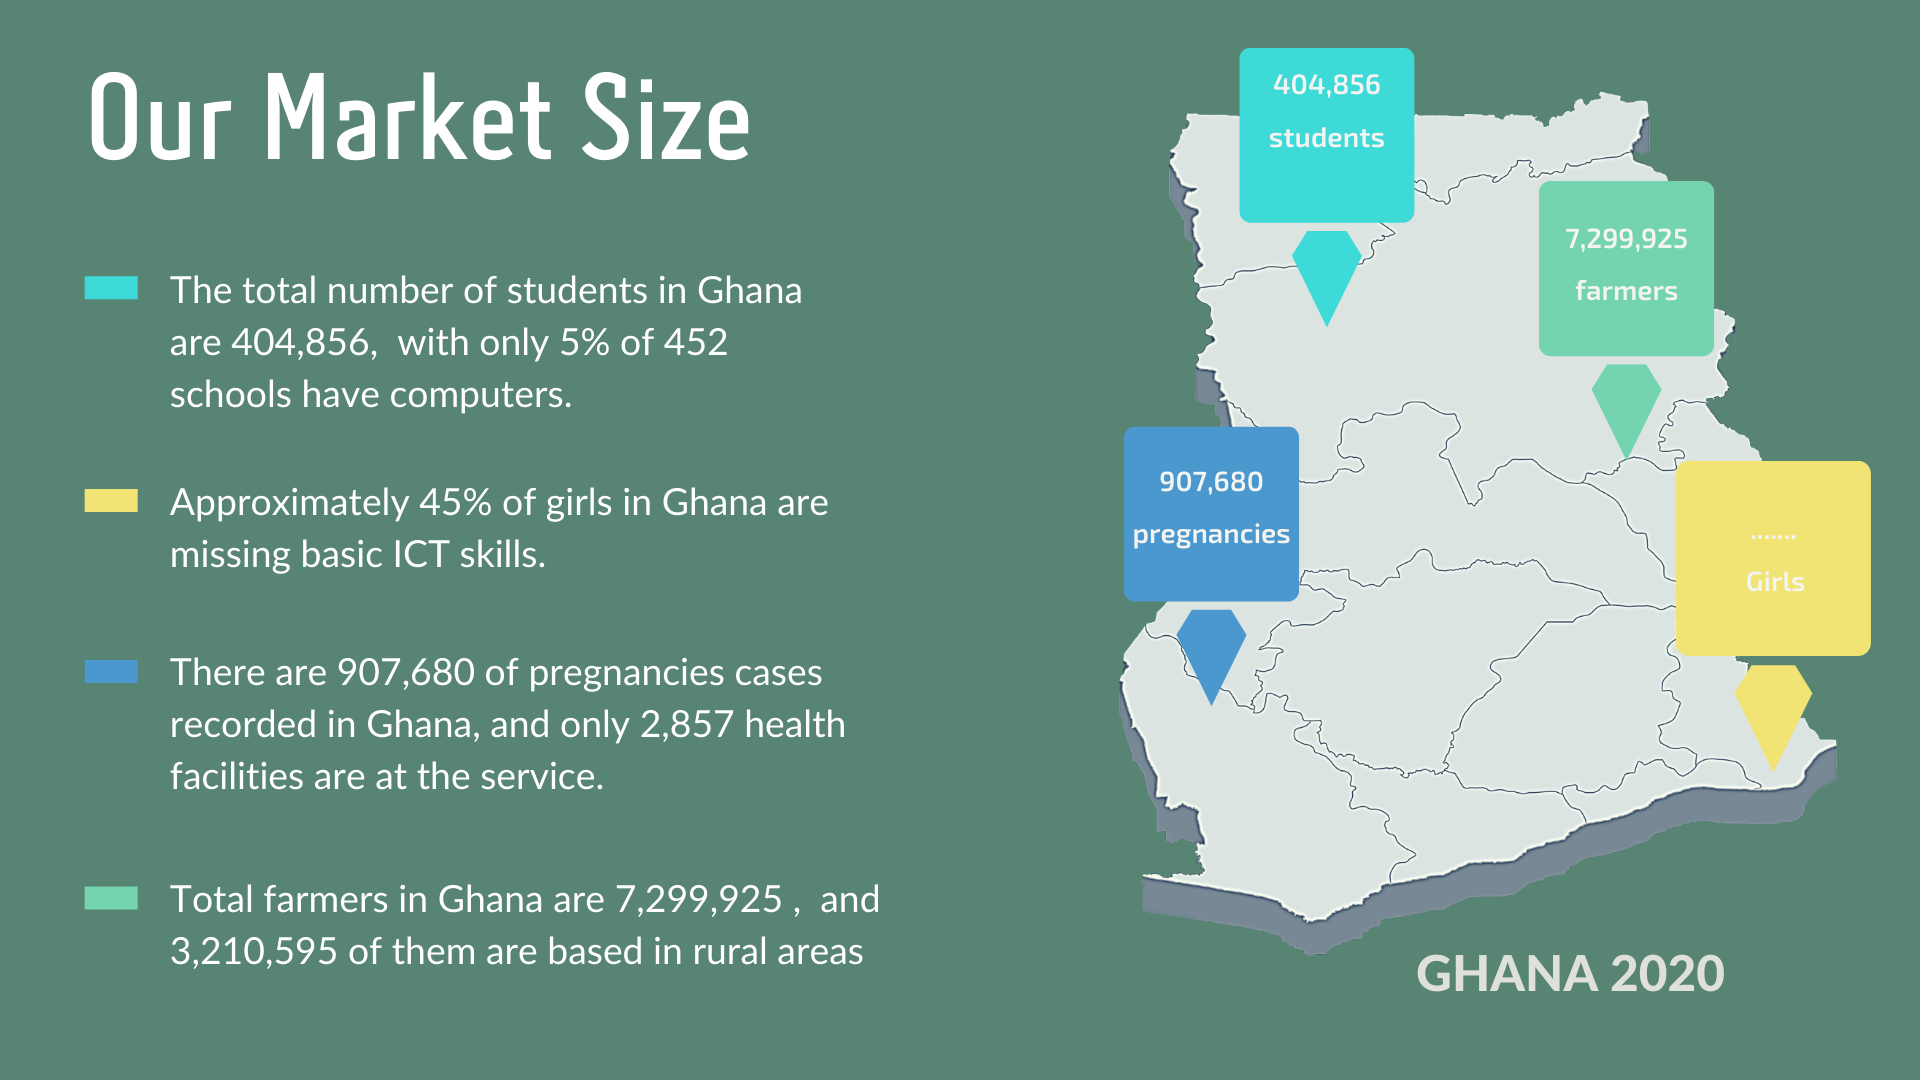 Our Market Size
The total number of students in Ghana
are 404,856,  with only 5% of 452
schools have computers.
Approximately 45% of girls in Ghana are
missing basic ICT skills.
There are 907,680 of pregnancies cases
recorded in Ghana, and only 2,857 health
facilities are at the service.
Total farmers in Ghana are 7,299,925 ,  and
3,210,595 of them are based in rural areas
404,856
students
7,299,925
farmers
907,680
pregnancies
.......
Girls
GHANA 2020